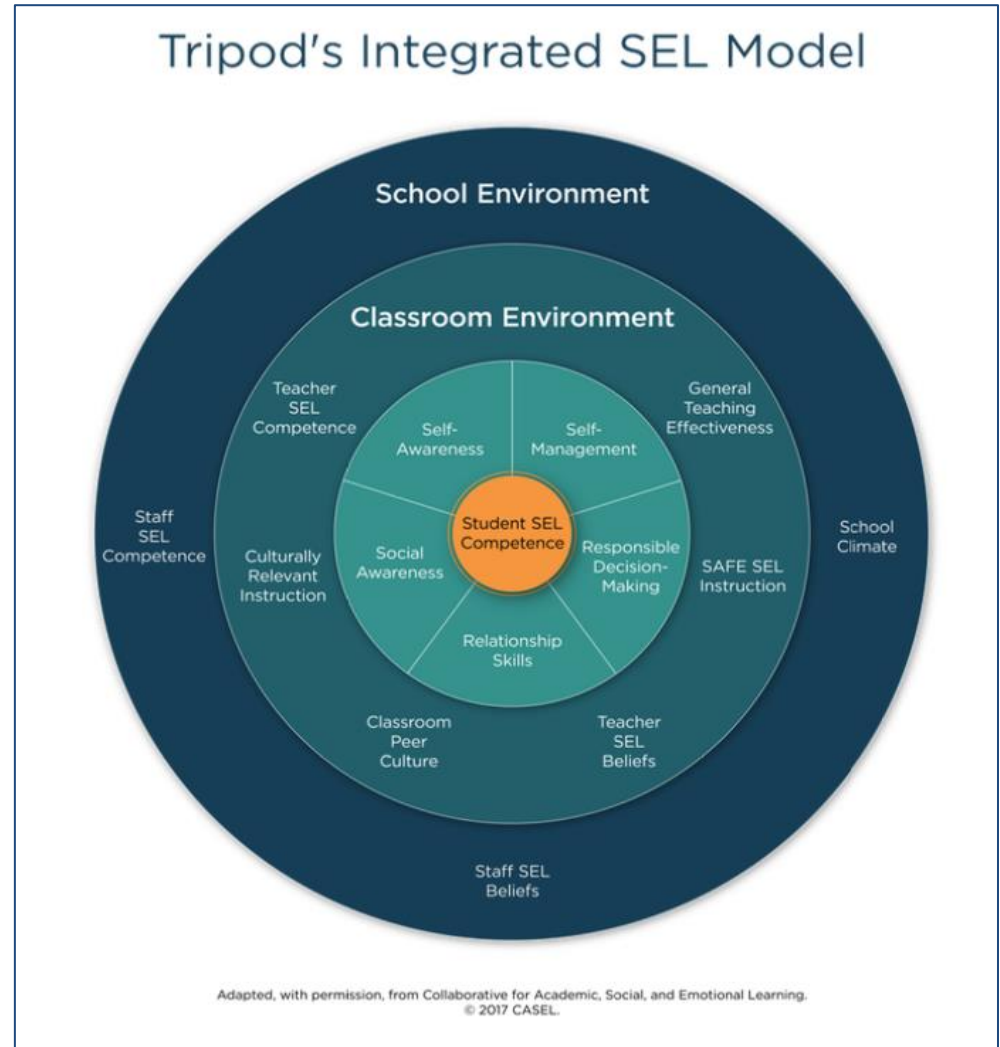 Tripod's Integrated SEL Model
School Environment
Classroom Environment
Teacher
SEL
Competence
General
Teaching
Effectiveness
Self-
Awareness
Self-
Management
Student SEL
Competence
Staff
SEL
Competence
School
Climate
Culturally
Relevant
Instruction
Social
Awareness
Responsible
Decision-
Making
SAFE SEL
Instruction
Relationship
Skills
Classroom
Peer
Culture
Teacher
SEL
Beliefs
Staff SEL
Beliefs
Adapted, with permission, from Collaborative for Academic, Social, and Emotional Learning.
© 2017 CASEL.